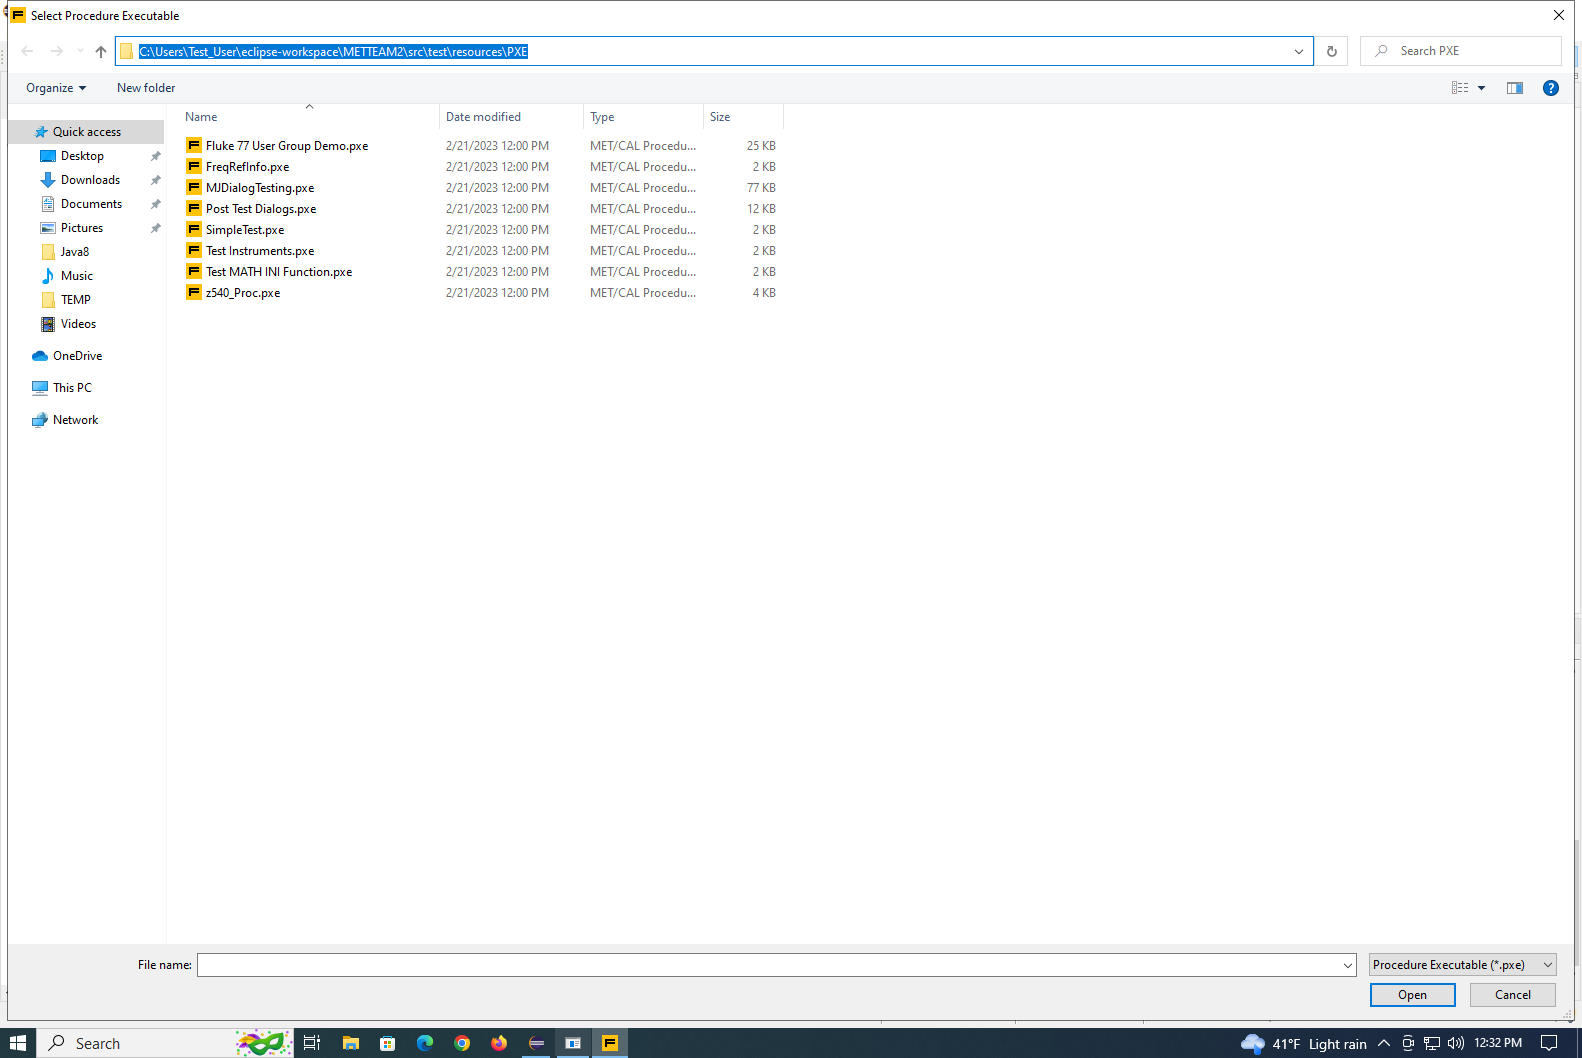 Select Procedure Executable
C:\Users\Test_User\eclipse-workspace\METTEAM2\src\test\resources\PXE
Search PXE
Organize
New folder
Name Date modified Type Size
Quick access
Desktop
Downloads
Documents
Pictures
Java8
Music
TEMP
Videos
OneDrive
This PC
Network
Fluke 77 User Group Demo.pxe 2/21/2023 12:00 PM MET/CAL Procedu... 25 KB
FreqRefInfo.pxe 2/21/2023 12:00 PM MET/CAL Procedu... 2 KB
MJDialogTesting.pxe 2/21/2023 12:00 PM MET/CAL Procedu... 77 KB
Post Test Dialogs.pxe 2/21/2023 12:00 PM MET/CAL Procedu... 12 KB
SimpleTest.pxe 2/21/2023 12:00 PM MET/CAL Procedu... 2 KB
Test Instruments.pxe 2/21/2023 12:00 PM MET/CAL Procedu... 2 KB
Test MATH INI Function.pxe 2/21/2023 12:00 PM MET/CAL Procedu... 2 KB
z540_Proc.pxe 2/21/2023 12:00 PM MET/CAL Procedu... 4 KB
File name:
Procedure Executable (*.pxe)
Open
Cancel
Search
41°F Light rain
12:32 PM